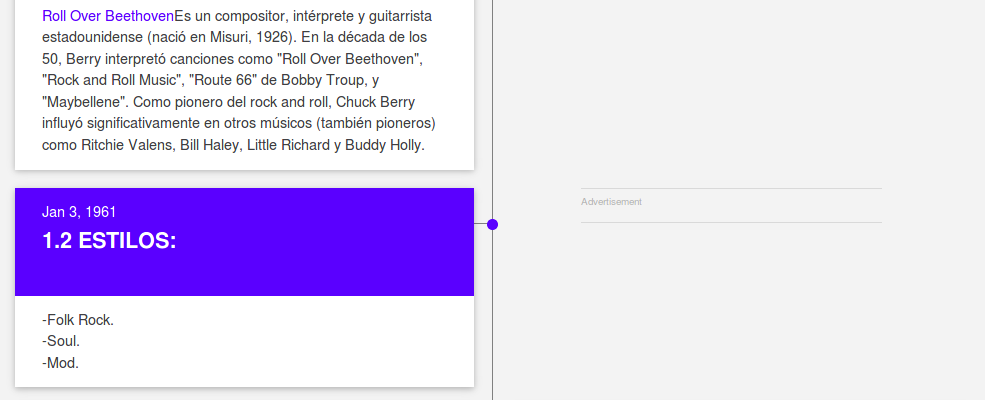 Roll Over BeethovenEs un compositor, intérprete y guitarrista
estadounidense (nació en Misuri, 1926). En la década de los
50, Berry interpretó canciones como "Roll Over Beethoven",
"Rock and Roll Music", "Route 66" de Bobby Troup, y
"Maybellene". Como pionero del rock and roll, Chuck Berry
influyó significativamente en otros músicos (también pioneros)
como Ritchie Valens, Bill Haley, Little Richard y Buddy Holly.
Jan 3, 1961
1.2 ESTILOS:
-Folk Rock.
-Soul.
-Mod.
Advertisement